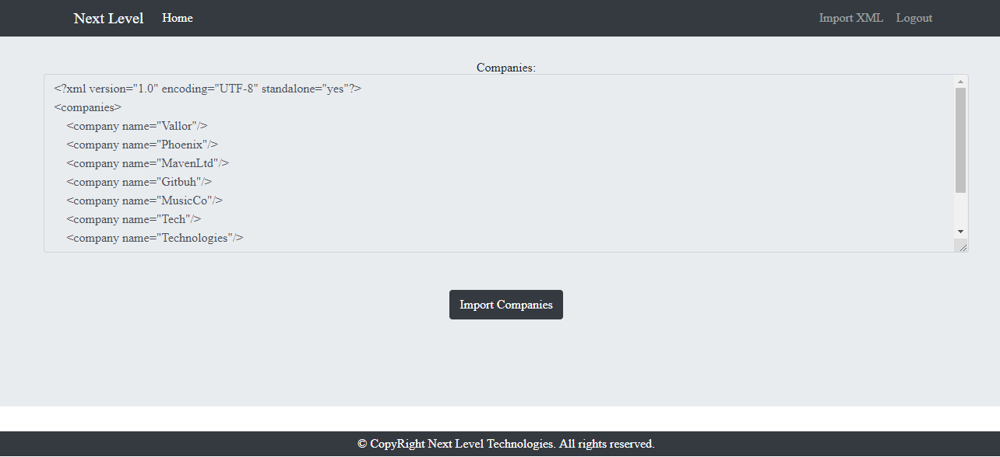 Next Level Home Import XML Logout
Companies:
<?xml version="1.0" encoding="UTF-8" standalone="yes"?>
<companies>
<company name="Vallor"/>
<company name="Phoenix"/>
<company name="MavenLtd"/>
<company name="Gitbuh"/>
<company name="MusicCo"/>
<company name="Tech"/>
<company name="Technologies"/>
Import Companies
© CopyRight Next Level Technologies. All rights reserved.